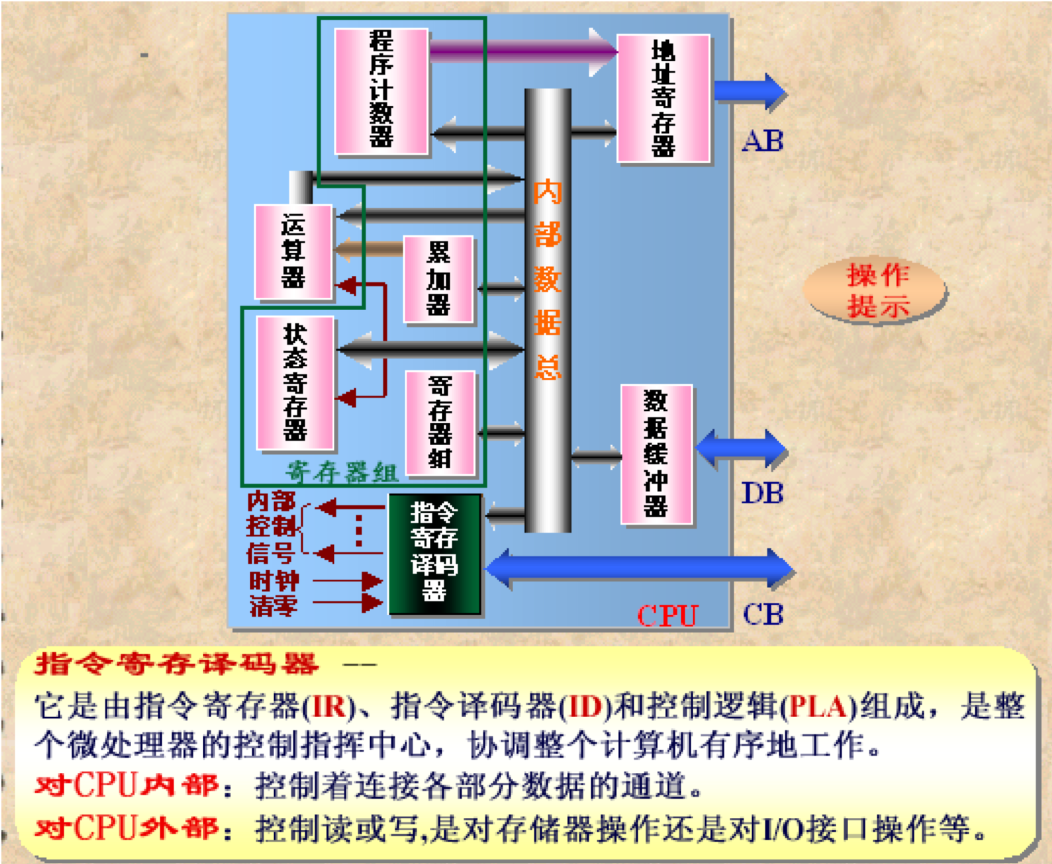 程序计数器
地址寄存器
AB
内部数据总
运算器
累加器
操作
提示
状态寄存器
寄存器组
数据缓冲器
DB
寄存器组
内部
控制
信号
时钟
清零
指令
寄存
译码
器
CPU
CB
指令寄存译码器 --
它是由指令寄存器(IR)、指令译码器(ID)和控制逻辑(PLA)组成，是整
个微处理器的控制指挥中心，协调整个计算机有序地工作。
对CPU内部：控制着连接各部分数据的通道。
对CPU外部：控制读或写,是对存储器操作还是对I/O接口操作等。